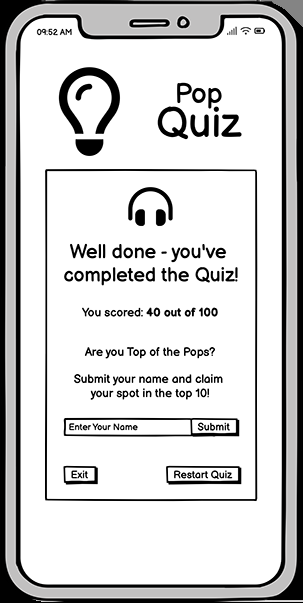 09:52 AM
Pop
Quiz
Well done - you've
completed the Quiz!
You scored: 40 out of 100
Are you Top of the Pops?
Submit your name and claim
your spot in the top 10!
Enter Your Name Submit
Exit Restart Quiz